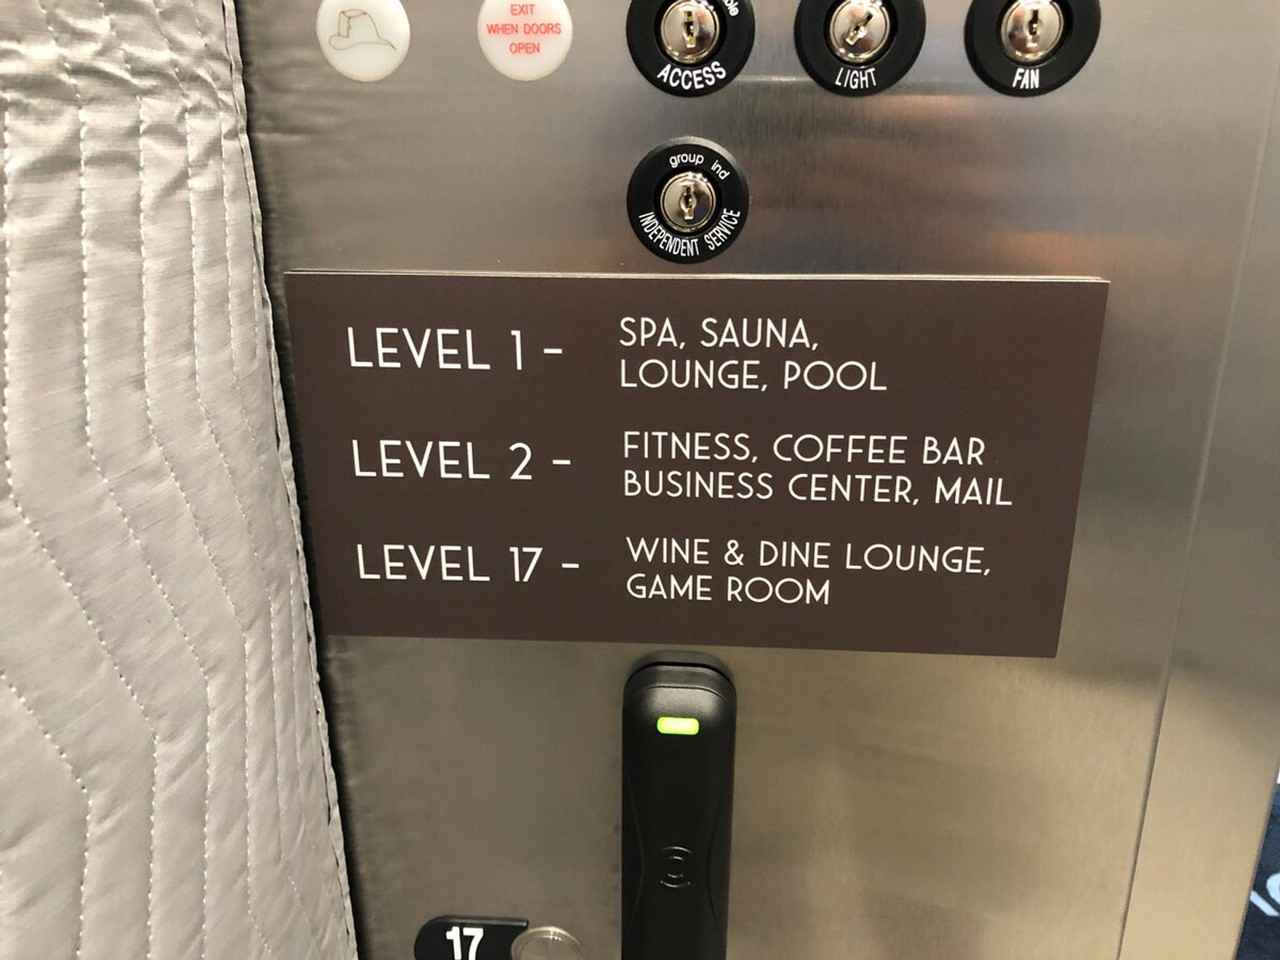 EXIT
WHEN DOORS
OPEN
ACCESS
LIGHT
FAN
group ind
INDEPENDENT SERVICE
LEVEL 1 - SPA, SAUNA,
LOUNGE, POOL
LEVEL 2 - FITNESS, COFFEE BAR
BUSINESS CENTER, MAIL
LEVEL 17 - WINE & DINE LOUNGE,
GAME ROOM
17